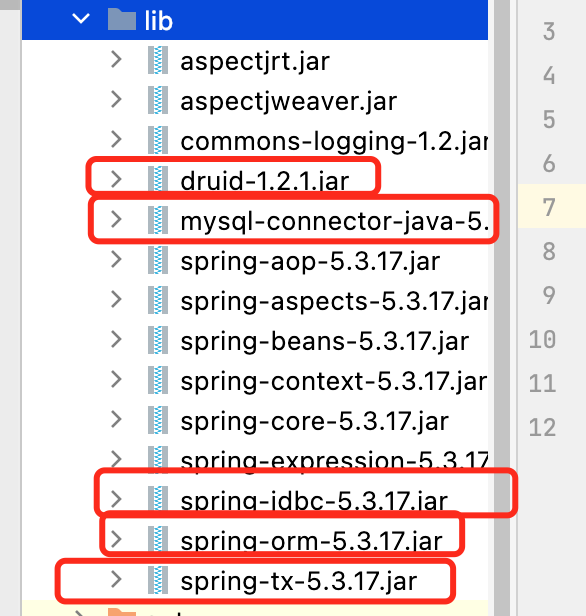 lib
aspectjrt.jar
aspectjweaver.jar
commons-logging-1.2.jar
druid-1.2.1.jar
mysql-connector-java-5.
spring-aop-5.3.17.jar
spring-aspects-5.3.17.jar
spring-beans-5.3.17.jar
spring-context-5.3.17.jar
spring-core-5.3.17.jar
spring-expression-5.3.17
spring-jdbc-5.3.17.jar
spring-orm-5.3.17.jar
spring-tx-5.3.17.jar
3
4
5
6
7
8
9
10
11
12